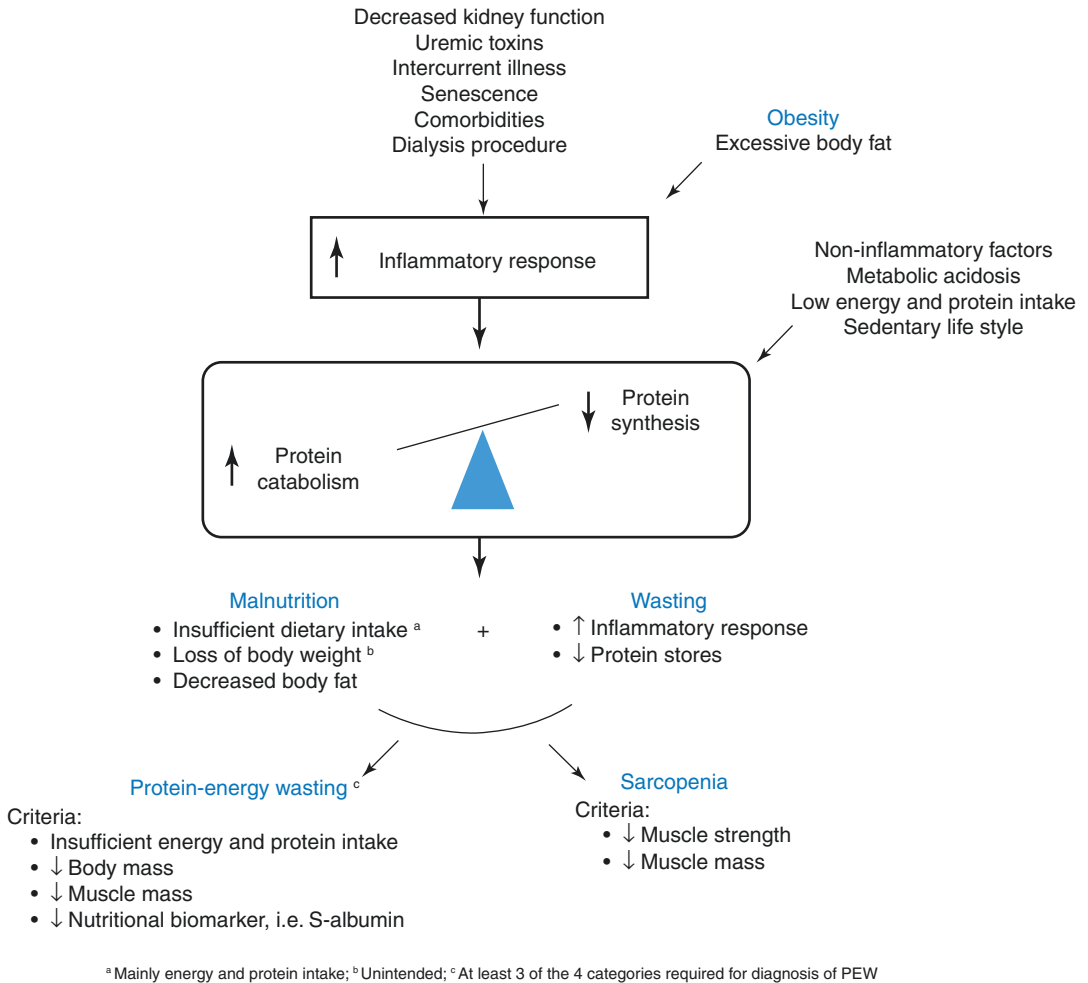 Decreased kidney function
Uremic toxins
Intercurrent illness
Senescence
Comorbidities
Dialysis procedure
Obesity
Excessive body fat
↑ Inflammatory response
Non-inflammatory factors
Metabolic acidosis
Low energy and protein intake
Sedentary life style
↓ Protein
synthesis
↑ Protein
catabolism
Malnutrition
• Insufficient dietary intake a
• Loss of body weight b
• Decreased body fat
+
Wasting
• ↑ Inflammatory response
• ↓ Protein stores
Protein-energy wasting c
Criteria:
• Insufficient energy and protein intake
• ↓ Body mass
• ↓ Muscle mass
• ↓ Nutritional biomarker, i.e. S-albumin
Sarcopenia
Criteria:
• ↓ Muscle strength
• ↓ Muscle mass
a Mainly energy and protein intake; b Unintended; c At least 3 of the 4 categories required for diagnosis of PEW